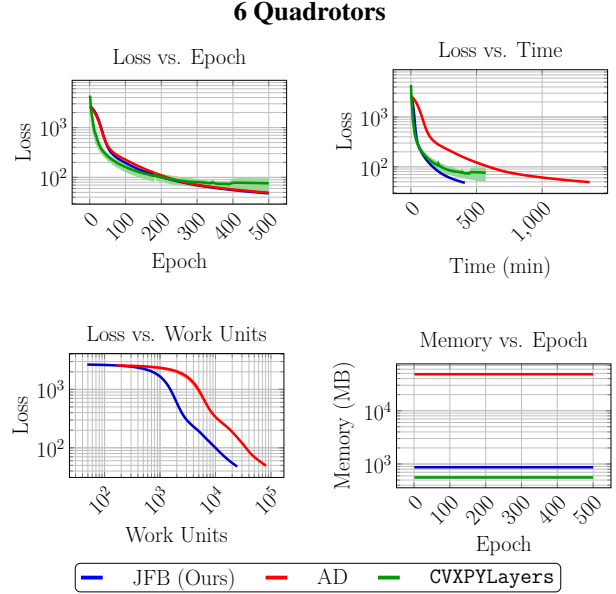 6 Quadrotors
Loss vs. Epoch
Loss
10^3
10^2
0 100 200 300 400 500
Epoch
Loss vs. Time
Loss
10^3
10^2
0 500 1,000
Time (min)
Loss vs. Work Units
Loss
10^3
10^2
10^2 10^3 10^4 10^5
Work Units
Memory vs. Epoch
Memory (MB)
10^4
10^3
0 100 200 300 400 500
Epoch
JFB (Ours) AD CVXPYLayers